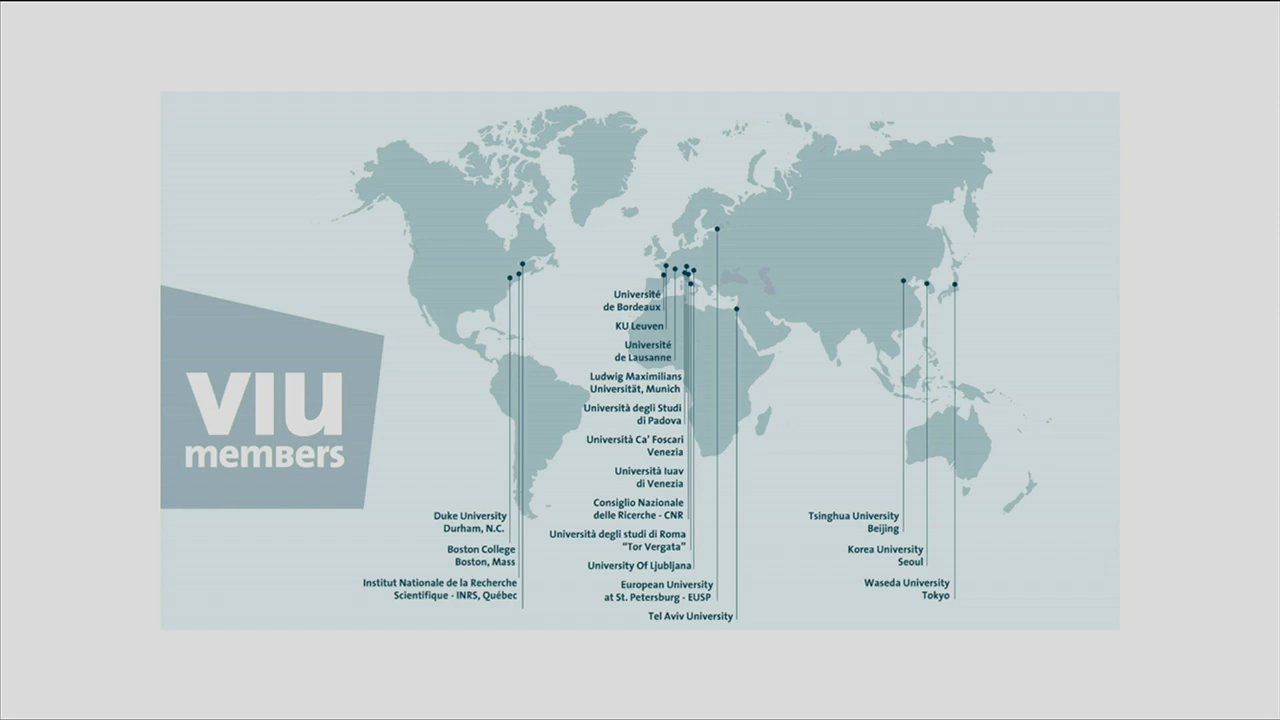 VIU
members
Université
de Bordeaux
KU Leuven
Université
de Lausanne
Ludwig Maximilians
Universität, Munich
Università degli Studi
di Padova
Università Ca' Foscari
Venezia
Università Iuav
di Venezia
Consiglio Nazionale
delle Ricerche - CNR
Università degli studi di Roma
"Tor Vergata"
University Of Ljubljana
European University
at St. Petersburg - EUSP
Tel Aviv University
Duke University
Durham, N.C.
Boston College
Boston, Mass
Institut Nationale de la Recherche
Scientifique - INRS, Québec
Tsinghua University
Beijing
Korea University
Seoul
Waseda University
Tokyo